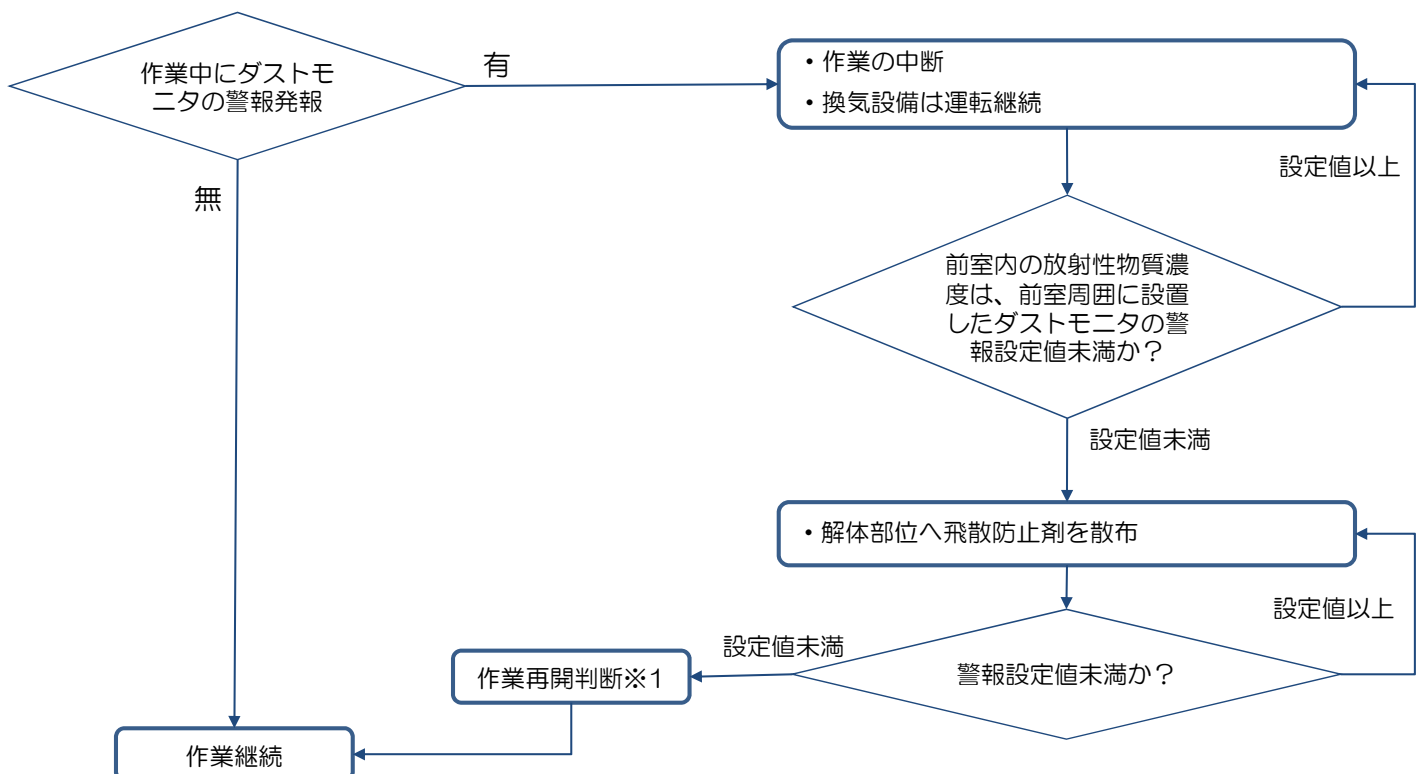 作業中にダストモ
ニタの警報発報
有
・作業の中断
・換気設備は運転継続
設定値以上
無
前室内の放射性物質濃
度は、前室周囲に設置
したダストモニタの警
報設定値未満か？
設定値未満
・解体部位へ飛散防止剤を散布
設定値以上
設定値未満
警報設定値未満か？
作業再開判断※1
作業継続